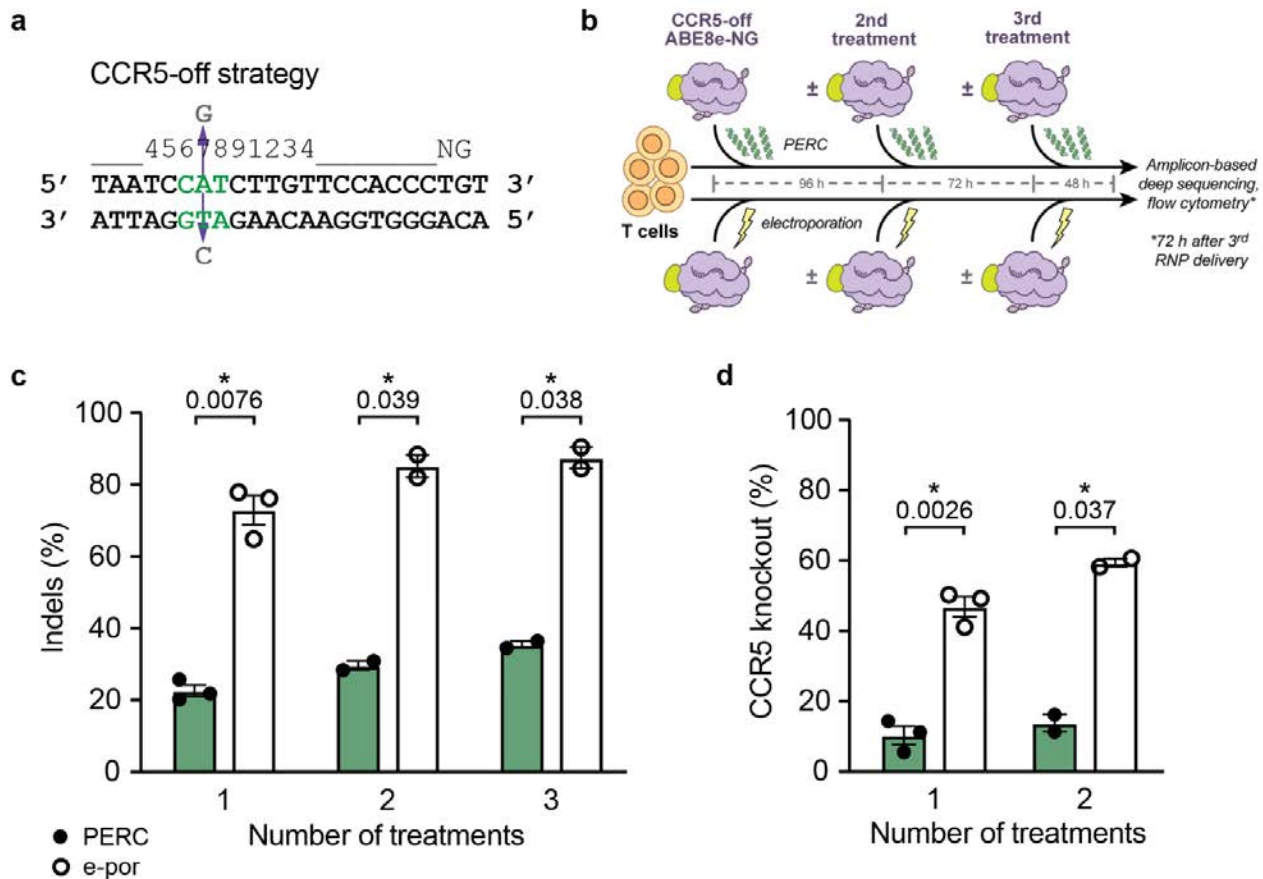 a
CCR5-off strategy
G
___4567891234_______NG
5′ TAATCCATCTTGTTCCACCCTGT 3′
3′ ATTAGGTAGAACAAGGTGGGACA 5′
C
b
CCR5-off
ABE8e-NG
2nd
treatment
3rd
treatment
±
±
PERC
96 h
72 h
48 h
T cells
electroporation
±
±
Amplicon-based
deep sequencing,
flow cytometry*
*72 h after 3rd
RNP delivery
c
*
0.0076
*
0.039
*
0.038
Indels (%)
100
80
60
40
20
0
1
2
3
Number of treatments
PERC
e-por
d
*
0.0026
*
0.037
CCR5 knockout (%)
100
80
60
40
20
0
1
2
Number of treatments